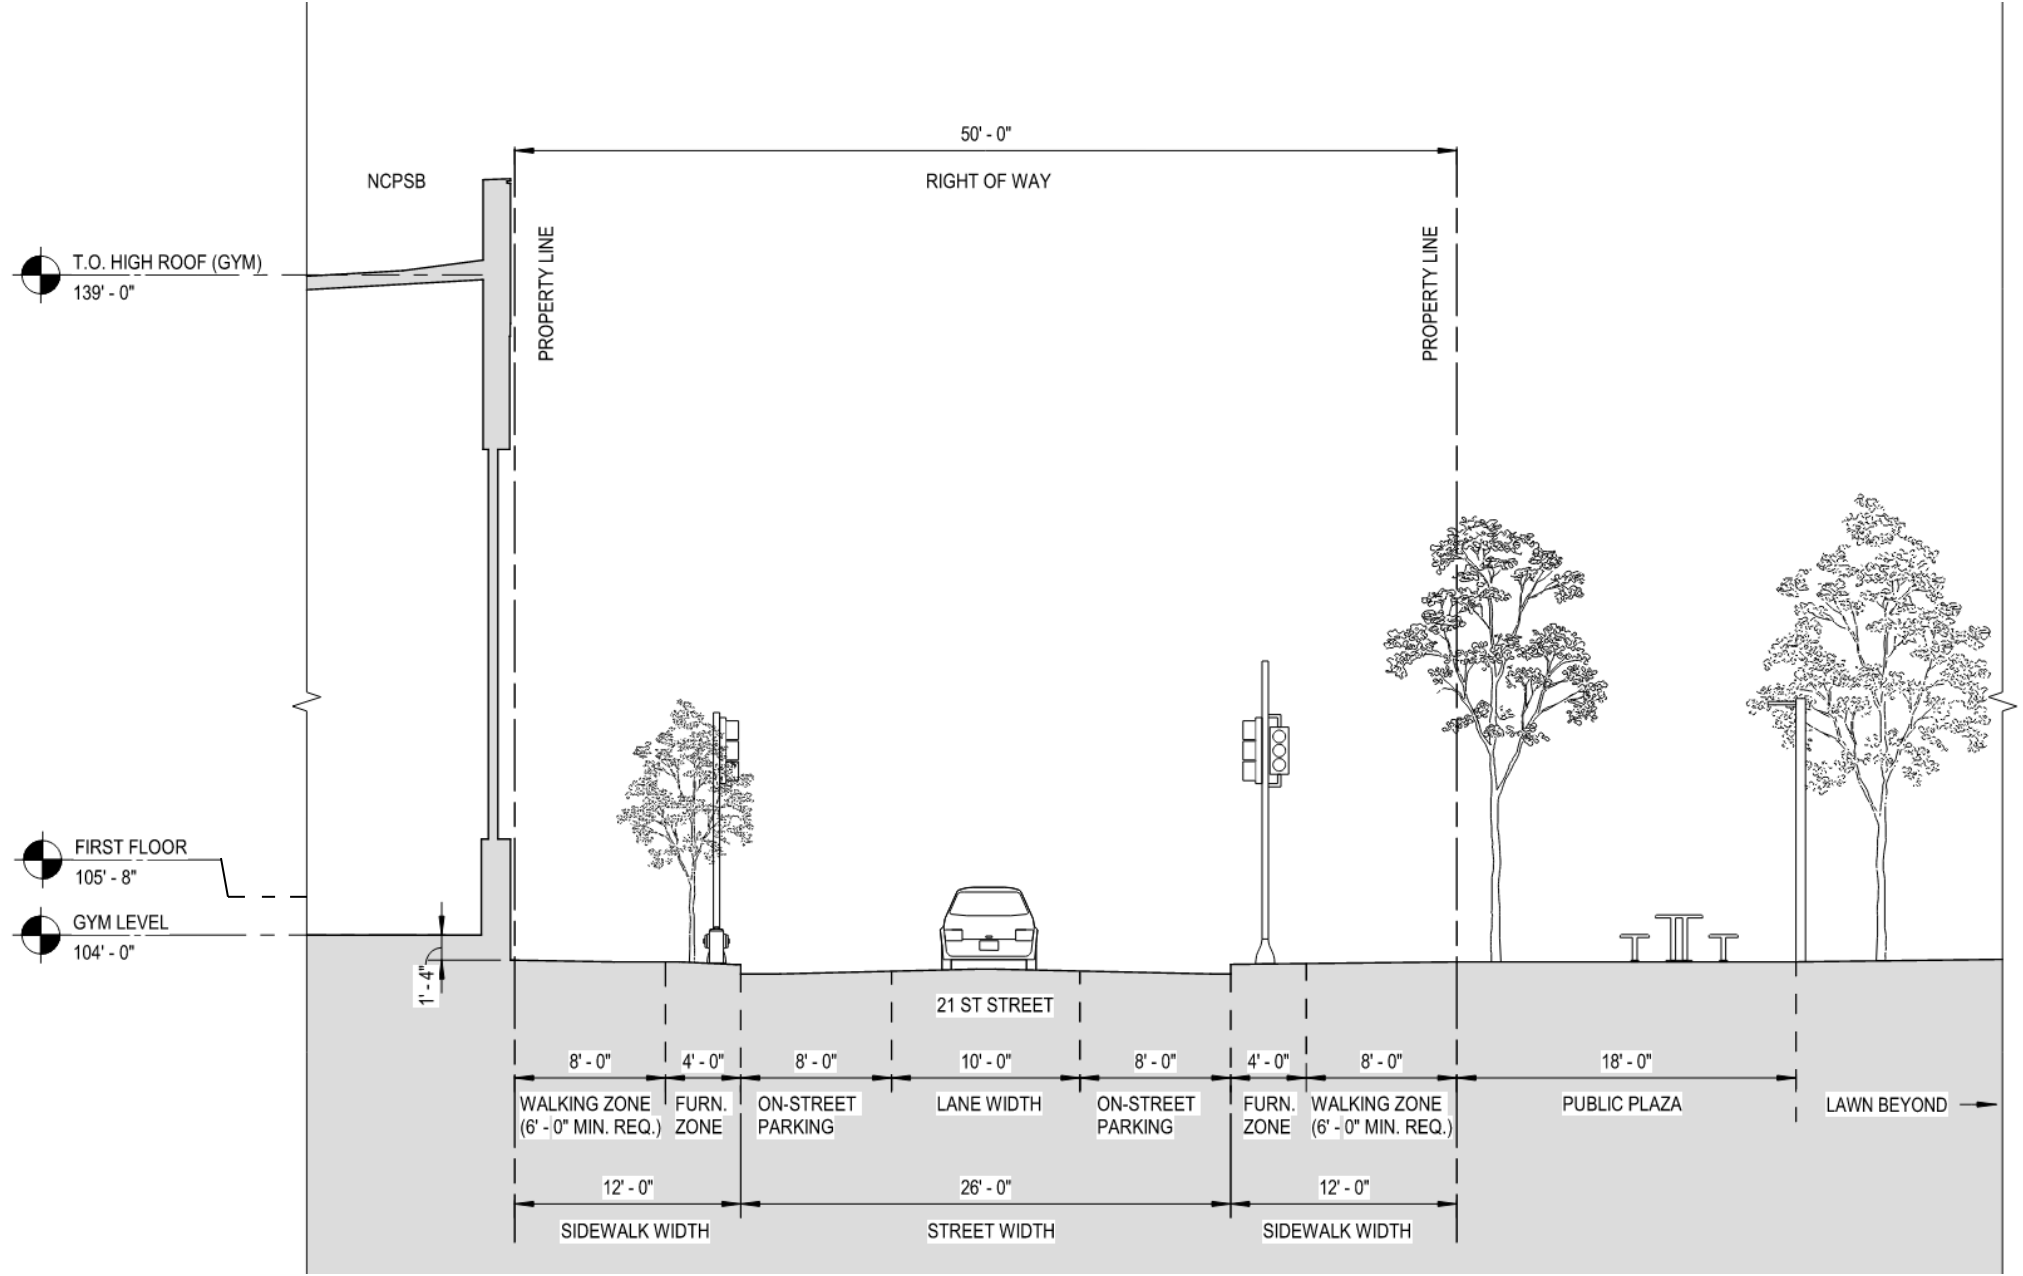 50' - 0"
NCPSB
RIGHT OF WAY
PROPERTY LINE
PROPERTY LINE
T.O. HIGH ROOF (GYM)
139' - 0"
FIRST FLOOR
105' - 8"
GYM LEVEL
104' - 0"
1' - 4"
21 ST STREET
8' - 0" 4' - 0" 8' - 0" 10' - 0" 8' - 0" 4' - 0" 8' - 0" 18' - 0"
WALKING ZONE
(6' - 0" MIN. REQ.)
FURN.
ZONE
ON-STREET
PARKING
LANE WIDTH
ON-STREET
PARKING
FURN.
ZONE
WALKING ZONE
(6' - 0" MIN. REQ.)
PUBLIC PLAZA
LAWN BEYOND
12' - 0" 26' - 0" 12' - 0"
SIDEWALK WIDTH STREET WIDTH SIDEWALK WIDTH